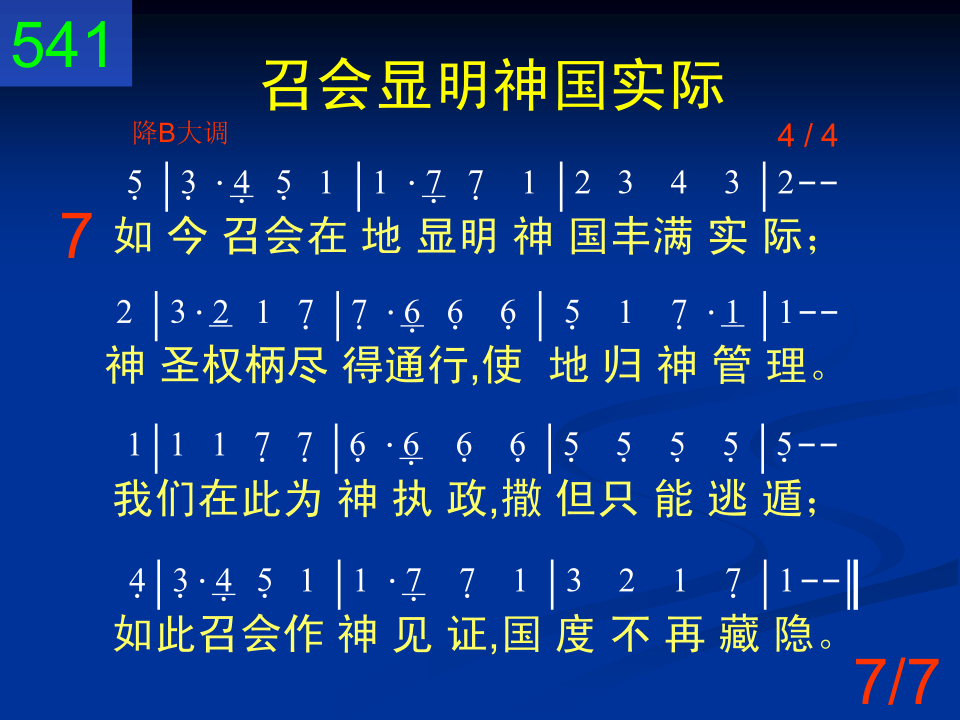 541
召会显明神国实际
降B大调 4 / 4
5̣ | 3̣ · 4̣ 5̣ 1 | 1 · 7̣ 7̣ 1 | 2 3 4 3 | 2--
7 如 今 召会在 地 显明 神 国丰满 实 际；
2 | 3 · 2 1 7̣ | 7̣ · 6̣ 6̣ 6̣ | 5̣ 1 7̣ · 1 | 1--
神 圣权柄尽 得通行,使 地 归 神 管 理。
1 | 1 1 7̣ 7̣ | 6̣ · 6̣ 6̣ 6̣ | 5̣ 5̣ 5̣ 5̣ | 5̣--
我们在此为 神 执 政,撒 但只 能 逃 遁；
4̣ | 3̣ · 4̣ 5̣ 1 | 1 · 7̣ 7̣ 1 | 3 2 1 7̣ | 1--‖
如此召会作 神 见 证,国 度 不 再 藏 隐。
7/7